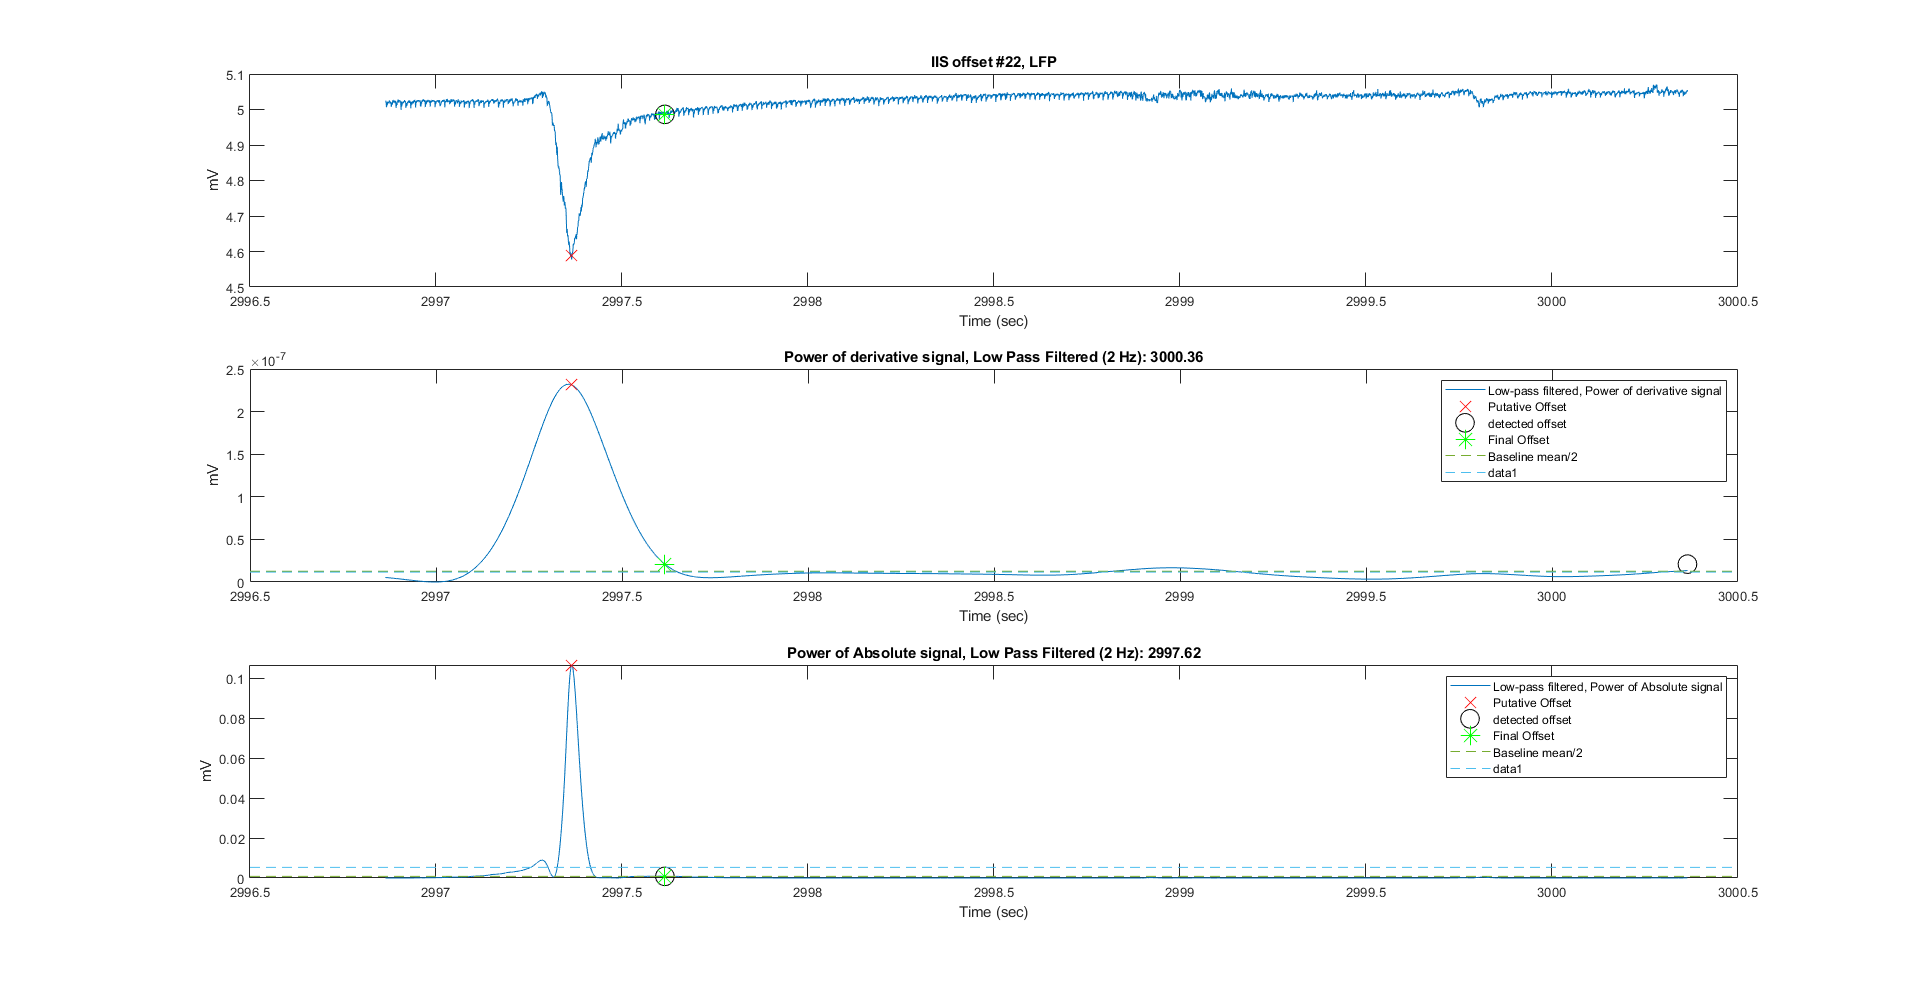 IIS offset #22, LFP
5.1
5
4.9
4.8
4.7
4.6
4.5
mV
2996.5 2997 2997.5 2998 2998.5 2999 2999.5 3000 3000.5
Time (sec)
Power of derivative signal, Low Pass Filtered (2 Hz): 3000.36
×10-7
2.5
2
1.5
1
0.5
0
mV
Low-pass filtered, Power of derivative signal
Putative Offset
detected offset
Final Offset
Baseline mean/2
data1
2996.5 2997 2997.5 2998 2998.5 2999 2999.5 3000 3000.5
Time (sec)
Power of Absolute signal, Low Pass Filtered (2 Hz): 2997.62
0.1
0.08
0.06
0.04
0.02
0
mV
Low-pass filtered, Power of Absolute signal
Putative Offset
detected offset
Final Offset
Baseline mean/2
data1
2996.5 2997 2997.5 2998 2998.5 2999 2999.5 3000 3000.5
Time (sec)